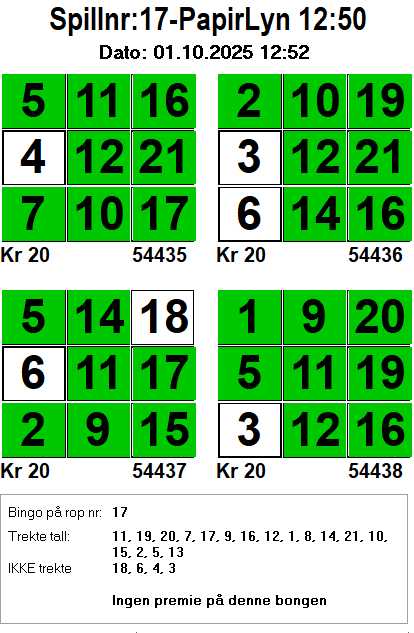 Spillnr:17-PapirLyn 12:50
Dato: 01.10.2025 12:52
5 11 16 2 10 19
4 12 21 3 12 21
7 10 17 6 14 16
Kr 20 54435 Kr 20 54436
5 14 18 1 9 20
6 11 17 5 11 19
2 9 15 3 12 16
Kr 20 54437 Kr 20 54438
Bingo på rop nr: 17
Trekte tall: 11, 19, 20, 7, 17, 9, 16, 12, 1, 8, 14, 21, 10,
15, 2, 5, 13
IKKE trekte 18, 6, 4, 3
Ingen premie på denne bongen